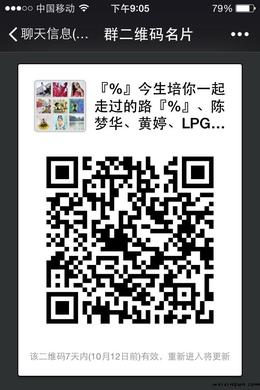 中国移动 下午9:05 79%
聊天信息(... 群二维码名片
『%』今生培你一起
走过的路『%』、陈
梦华、黄婷、LPG...
该二维码7天内(10月12日前)有效，重新进入将更新